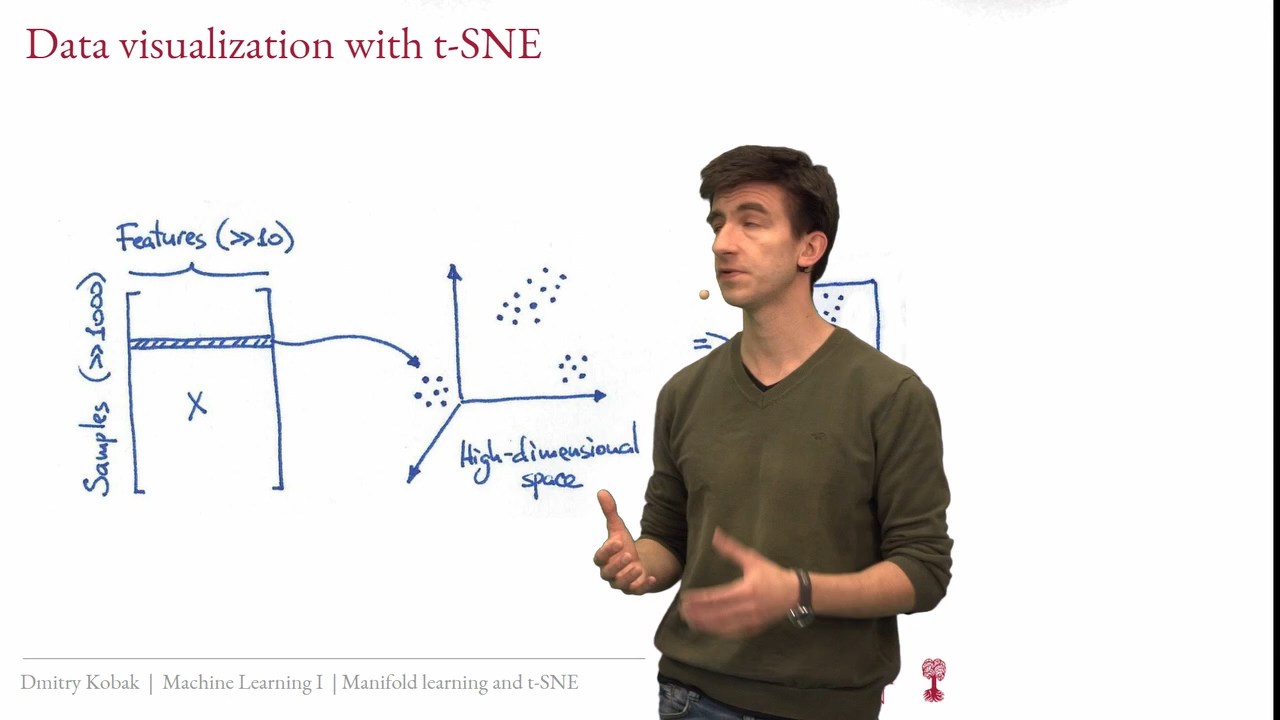 Data visualization with t-SNE
Features (≫10)
Samples (≫1000)
X
High-dimensional
space
Dmitry Kobak | Machine Learning I | Manifold learning and t-SNE